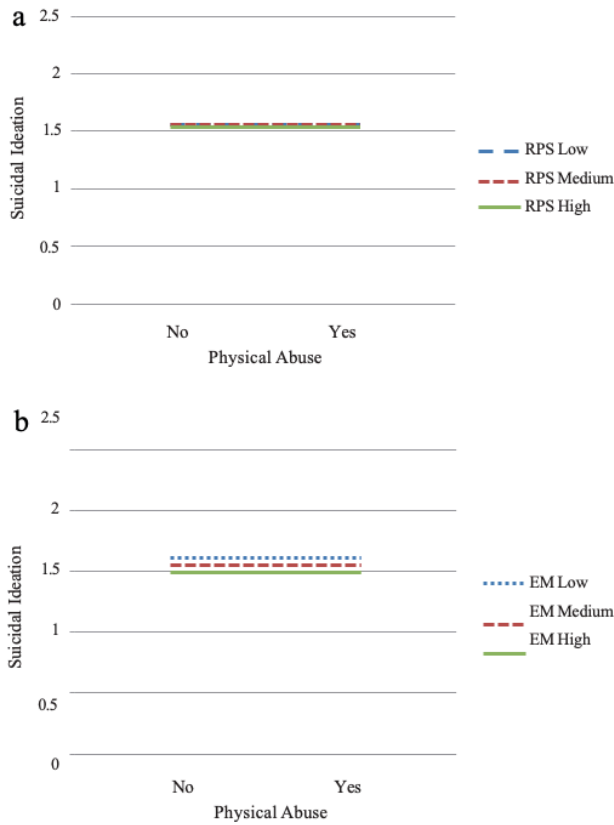 a
2.5
2
1.5
1
0.5
0
Suicidal Ideation
No Yes
Physical Abuse
RPS Low
RPS Medium
RPS High
b
2.5
2
1.5
1
0.5
0
Suicidal Ideation
No Yes
Physical Abuse
EM Low
EM Medium
EM High